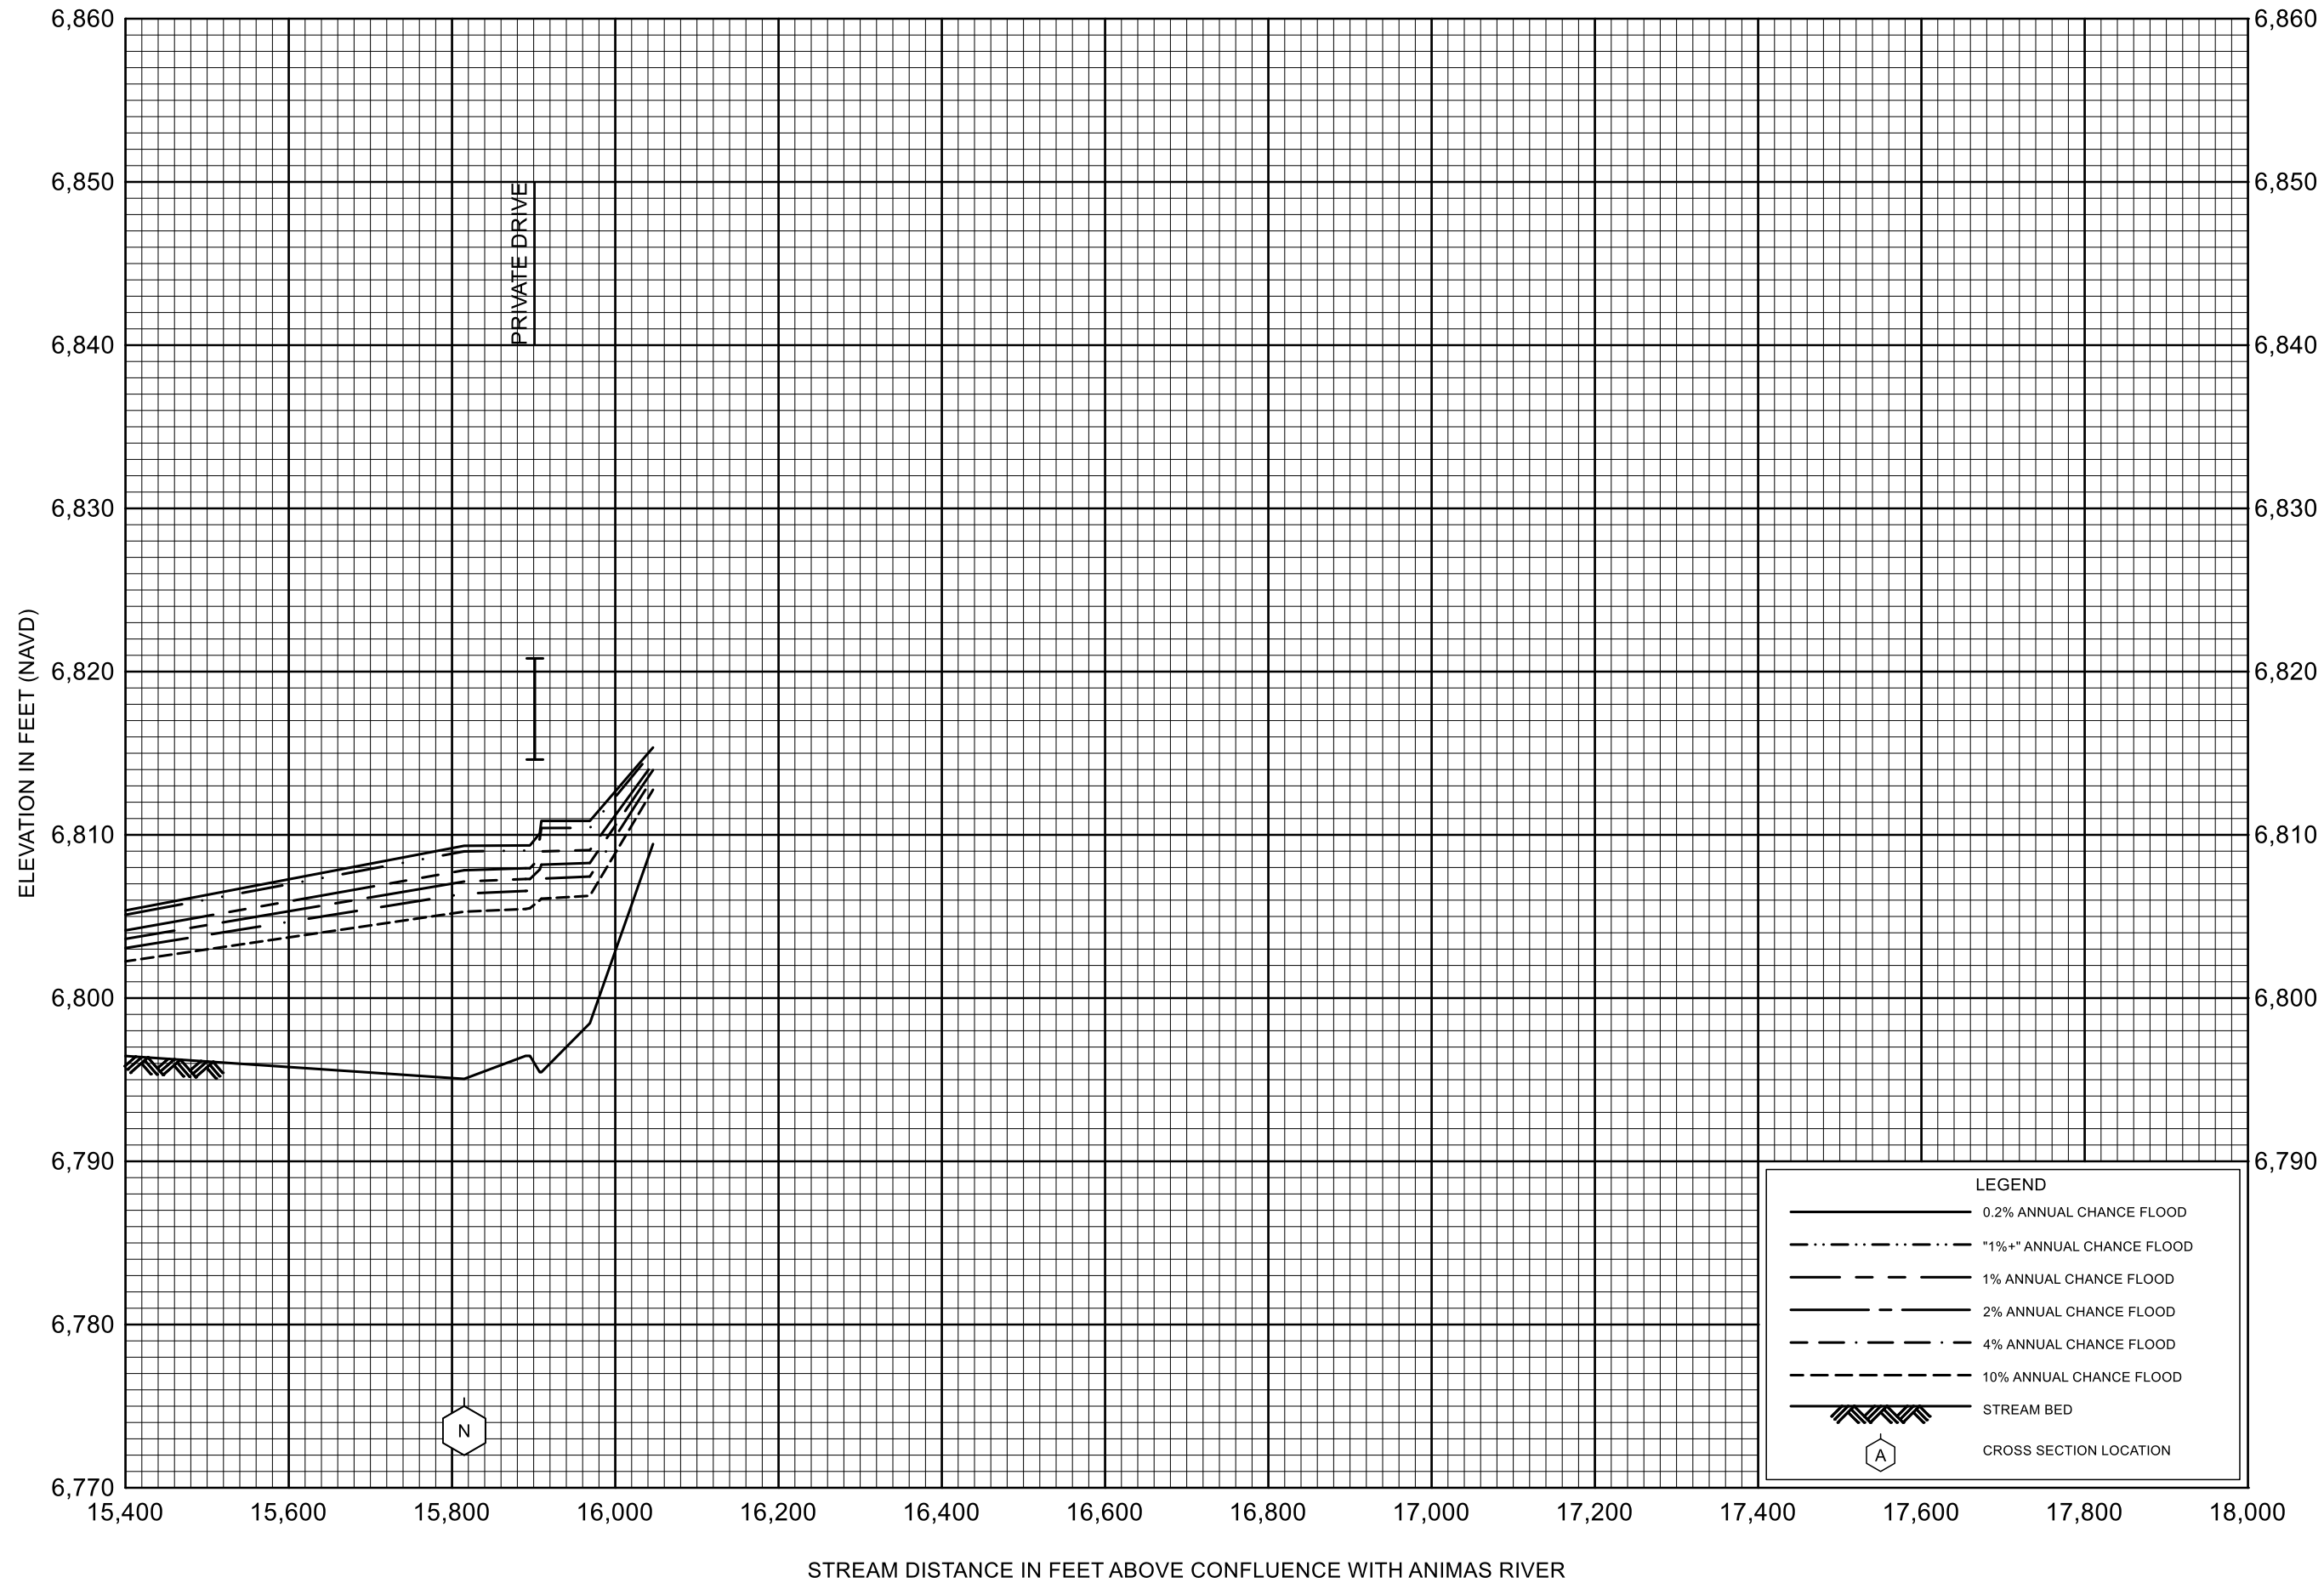 6,860
6,860
6,850
6,850
PRIVATE DRIVE
6,840
6,840
6,830
6,830
6,820
6,820
ELEVATION IN FEET (NAVD)
6,810
6,810
6,800
6,800
6,790
6,790
6,780
6,770
LEGEND
0.2% ANNUAL CHANCE FLOOD
"1%+" ANNUAL CHANCE FLOOD
1% ANNUAL CHANCE FLOOD
2% ANNUAL CHANCE FLOOD
4% ANNUAL CHANCE FLOOD
10% ANNUAL CHANCE FLOOD
STREAM BED
A CROSS SECTION LOCATION
N
15,400 15,600 15,800 16,000 16,200 16,400 16,600 16,800 17,000 17,200 17,400 17,600 17,800 18,000
STREAM DISTANCE IN FEET ABOVE CONFLUENCE WITH ANIMAS RIVER